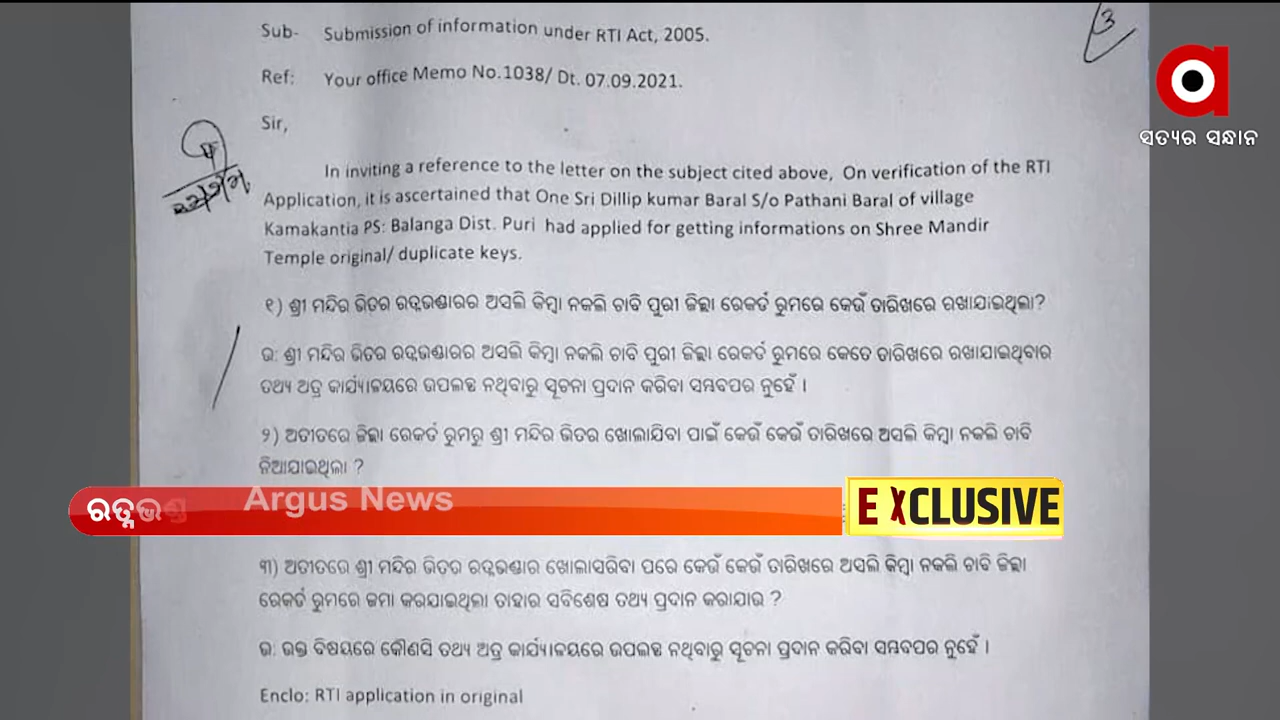 Sub- Submission of information under RTI Act, 2005.
Ref: Your office Memo No.1038/ Dt. 07.09.2021.
Sir,
In inviting a reference to the letter on the subject cited above, On verification of the RTI
Application, it is ascertained that One Sri Dillip kumar Baral S/o Pathani Baral of village
Kamakantia PS: Balanga Dist. Puri had applied for getting informations on Shree Mandir
Temple original/ duplicate keys.
୧) ଶ୍ରୀ ମନ୍ଦିର ଭିତର ରତ୍ନଭଣ୍ଡାରର ଅସଲି କିମ୍ବା ନକଲି ଚାବି ପୁରୀ ଜିଲ୍ଲା ରେକର୍ଡ ରୁମରେ କେଉଁ ତାରିଖରେ ରଖାଯାଇଥିଲା?
ଉ: ଶ୍ରୀ ମନ୍ଦିର ଭିତର ରତ୍ନଭଣ୍ଡାରର ଅସଲି କିମ୍ବା ନକଲି ଚାବି ପୁରୀ ଜିଲ୍ଲା ରେକର୍ଡ ରୁମରେ କେତେ ତାରିଖରେ ରଖାଯାଇଥିବାର
ତଥ୍ୟ ଅତ୍ର କାର୍ଯ୍ୟାଳୟରେ ଉପଲବ୍ଧ ନଥିବାରୁ ସୂଚନା ପ୍ରଦାନ କରିବା ସମ୍ଭବପର ନୁହେଁ ।
୨) ଅତୀତରେ ଜିଲ୍ଲା ରେକର୍ଡ ରୁମରୁ ଶ୍ରୀ ମନ୍ଦିର ଭିତର ଖୋଲାଯିବା ପାଇଁ କେଉଁ କେଉଁ ତାରିଖରେ ଅସଲି କିମ୍ବା ନକଲି ଚାବି
ନିଆଯାଇଥିଲା ?
୩) ଅତୀତରେ ଶ୍ରୀ ମନ୍ଦିର ଭିତର ରତ୍ନଭଣ୍ଡାର ଖୋଲାସରିବା ପରେ କେଉଁ କେଉଁ ତାରିଖରେ ଅସଲି କିମ୍ବା ନକଲି ଚାବି ଜିଲ୍ଲା
ରେକର୍ଡ ରୁମରେ ଜମା କରାଯାଇଥିଲା ତାହାର ସବିଶେଷ ତଥ୍ୟ ପ୍ରଦାନ କରାଯାଉ ?
ଉ: ଉକ୍ତ ବିଷୟରେ କୌଣସି ତଥ୍ୟ ଅତ୍ର କାର୍ଯ୍ୟାଳୟରେ ଉପଲବ୍ଧ ନଥିବାରୁ ସୂଚନା ପ୍ରଦାନ କରିବା ସମ୍ଭବପର ନୁହେଁ ।
Enclo: RTI application in original
ସତ୍ୟର ସନ୍ଧାନ
Argus News
EXCLUSIVE